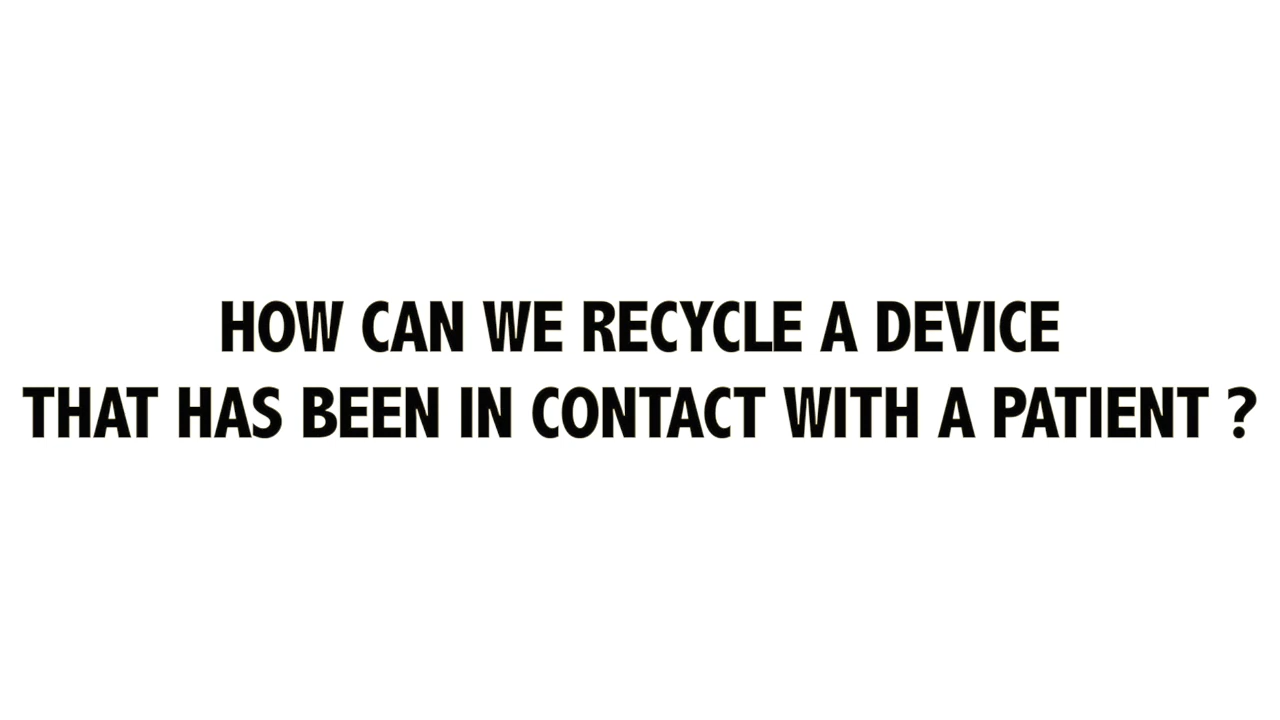 HOW CAN WE RECYCLE A DEVICE
THAT HAS BEEN IN CONTACT WITH A PATIENT ?